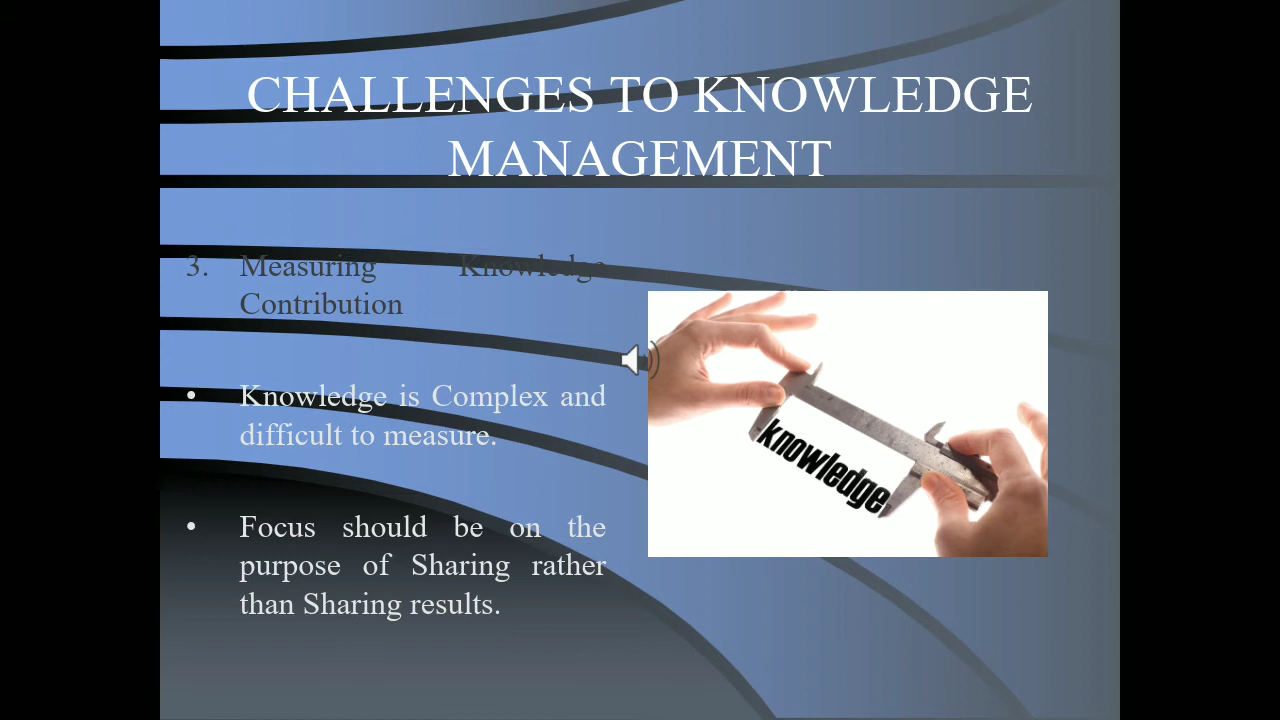 CHALLENGES TO KNOWLEDGE
MANAGEMENT
3. Measuring Knowledge
Contribution
• Knowledge is Complex and
difficult to measure.
• Focus should be on the
purpose of Sharing rather
than Sharing results.
knowledge